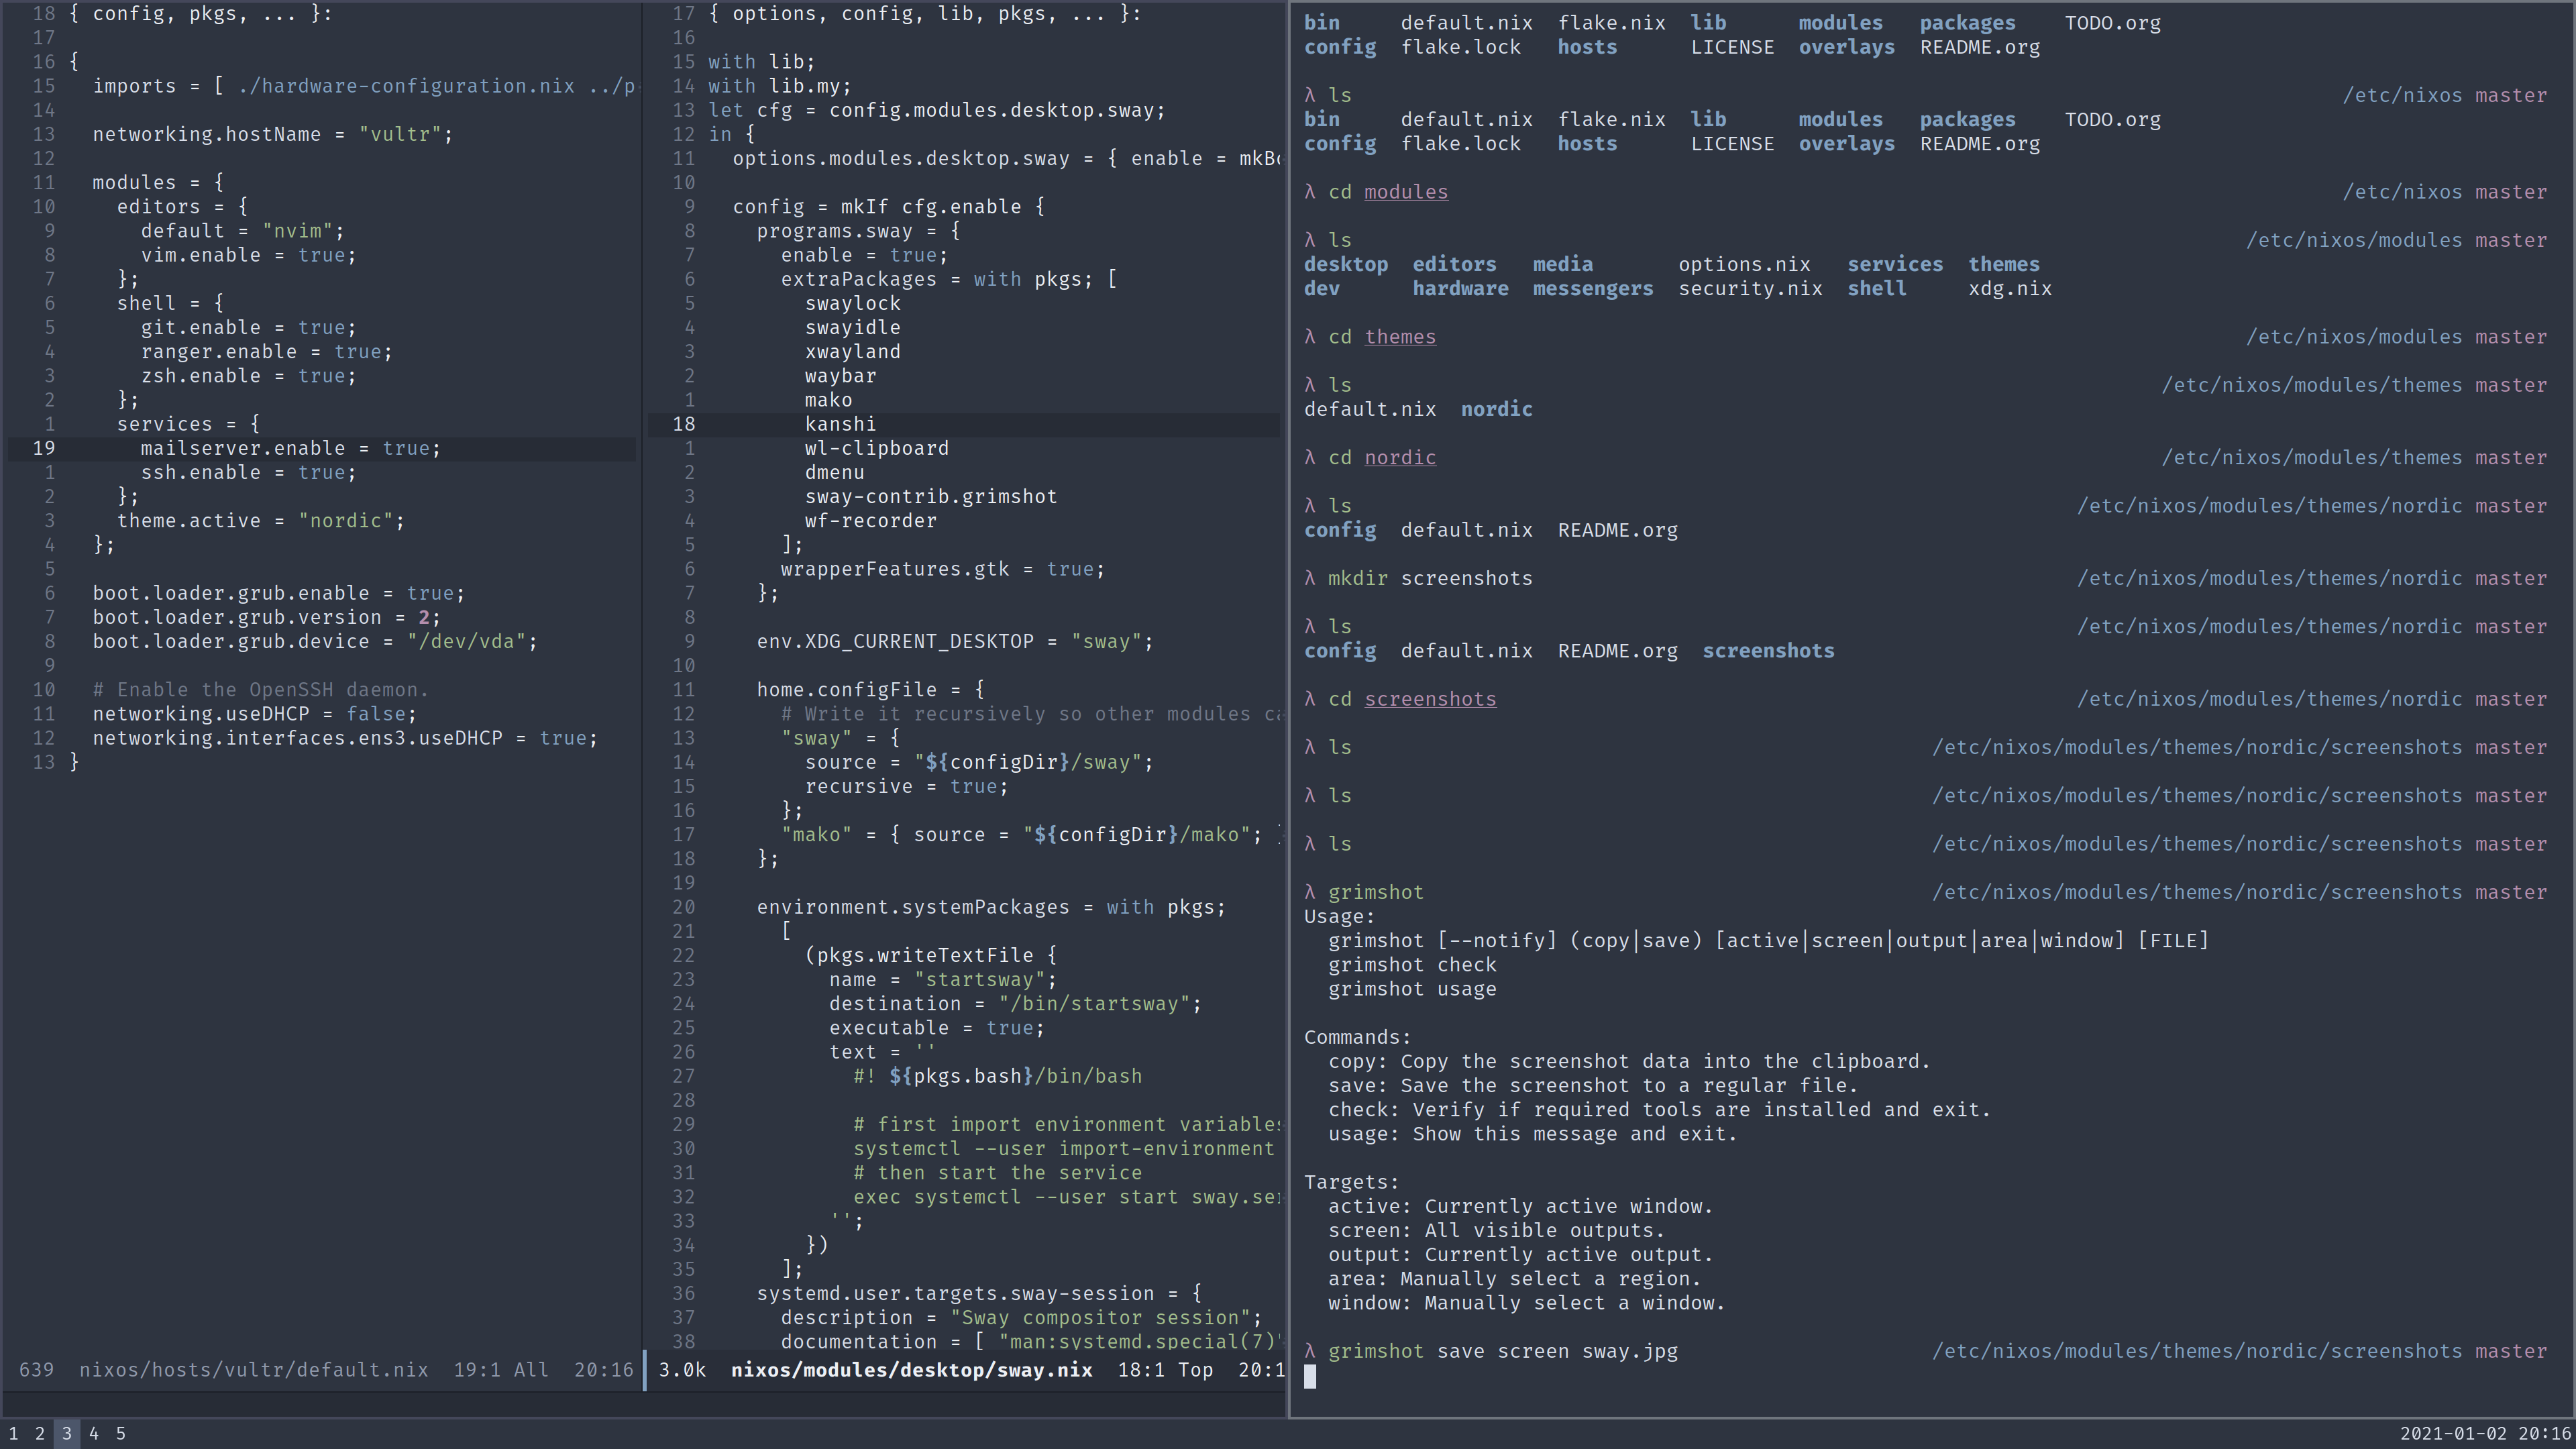 18 { config, pkgs, ... }:
17
16 {
15   imports = [ ./hardware-configuration.nix ../p
14
13   networking.hostName = "vultr";
12
11   modules = {
10     editors = {
9       default = "nvim";
8       vim.enable = true;
7     };
6     shell = {
5       git.enable = true;
4       ranger.enable = true;
3       zsh.enable = true;
2     };
1     services = {
19       mailserver.enable = true;
1       ssh.enable = true;
2     };
3     theme.active = "nordic";
4   };
5
6   boot.loader.grub.enable = true;
7   boot.loader.grub.version = 2;
8   boot.loader.grub.device = "/dev/vda";
9
10   # Enable the OpenSSH daemon.
11   networking.useDHCP = false;
12   networking.interfaces.ens3.useDHCP = true;
13 }
639  nixos/hosts/vultr/default.nix  19:1 All  20:16
17 { options, config, lib, pkgs, ... }:
16
15 with lib;
14 with lib.my;
13 let cfg = config.modules.desktop.sway;
12 in {
11   options.modules.desktop.sway = { enable = mkBo
10
9   config = mkIf cfg.enable {
8     programs.sway = {
7       enable = true;
6       extraPackages = with pkgs; [
5         swaylock
4         swayidle
3         xwayland
2         waybar
1         mako
18         kanshi
1         wl-clipboard
2         dmenu
3         sway-contrib.grimshot
4         wf-recorder
5       ];
6       wrapperFeatures.gtk = true;
7     };
8
9     env.XDG_CURRENT_DESKTOP = "sway";
10
11     home.configFile = {
12       # Write it recursively so other modules ca
13       "sway" = {
14         source = "${configDir}/sway";
15         recursive = true;
16       };
17       "mako" = { source = "${configDir}/mako"; }
18     };
19
20     environment.systemPackages = with pkgs;
21       [
22         (pkgs.writeTextFile {
23           name = "startsway";
24           destination = "/bin/startsway";
25           executable = true;
26           text = ''
27             #! ${pkgs.bash}/bin/bash
28
29             # first import environment variables
30             systemctl --user import-environment
31             # then start the service
32             exec systemctl --user start sway.ser
33           '';
34         })
35       ];
36     systemd.user.targets.sway-session = {
37       description = "Sway compositor session";
38       documentation = [ "man:systemd.special(7)"
3.0k  nixos/modules/desktop/sway.nix  18:1 Top  20:1
bin     default.nix  flake.nix  lib      modules   packages   TODO.org
config  flake.lock   hosts      LICENSE  overlays  README.org
λ ls /etc/nixos master
bin     default.nix  flake.nix  lib      modules   packages   TODO.org
config  flake.lock   hosts      LICENSE  overlays  README.org
λ cd modules /etc/nixos master
λ ls /etc/nixos/modules master
desktop  editors   media       options.nix   services  themes
dev      hardware  messengers  security.nix  shell     xdg.nix
λ cd themes /etc/nixos/modules master
λ ls /etc/nixos/modules/themes master
default.nix  nordic
λ cd nordic /etc/nixos/modules/themes master
λ ls /etc/nixos/modules/themes/nordic master
config  default.nix  README.org
λ mkdir screenshots /etc/nixos/modules/themes/nordic master
λ ls /etc/nixos/modules/themes/nordic master
config  default.nix  README.org  screenshots
λ cd screenshots /etc/nixos/modules/themes/nordic master
λ ls /etc/nixos/modules/themes/nordic/screenshots master
λ ls /etc/nixos/modules/themes/nordic/screenshots master
λ ls /etc/nixos/modules/themes/nordic/screenshots master
λ grimshot /etc/nixos/modules/themes/nordic/screenshots master
Usage:
  grimshot [--notify] (copy|save) [active|screen|output|area|window] [FILE]
  grimshot check
  grimshot usage
Commands:
  copy: Copy the screenshot data into the clipboard.
  save: Save the screenshot to a regular file.
  check: Verify if required tools are installed and exit.
  usage: Show this message and exit.
Targets:
  active: Currently active window.
  screen: All visible outputs.
  output: Currently active output.
  area: Manually select a region.
  window: Manually select a window.
λ grimshot save screen sway.jpg /etc/nixos/modules/themes/nordic/screenshots master
1 2 3 4 5
2021-01-02 20:16